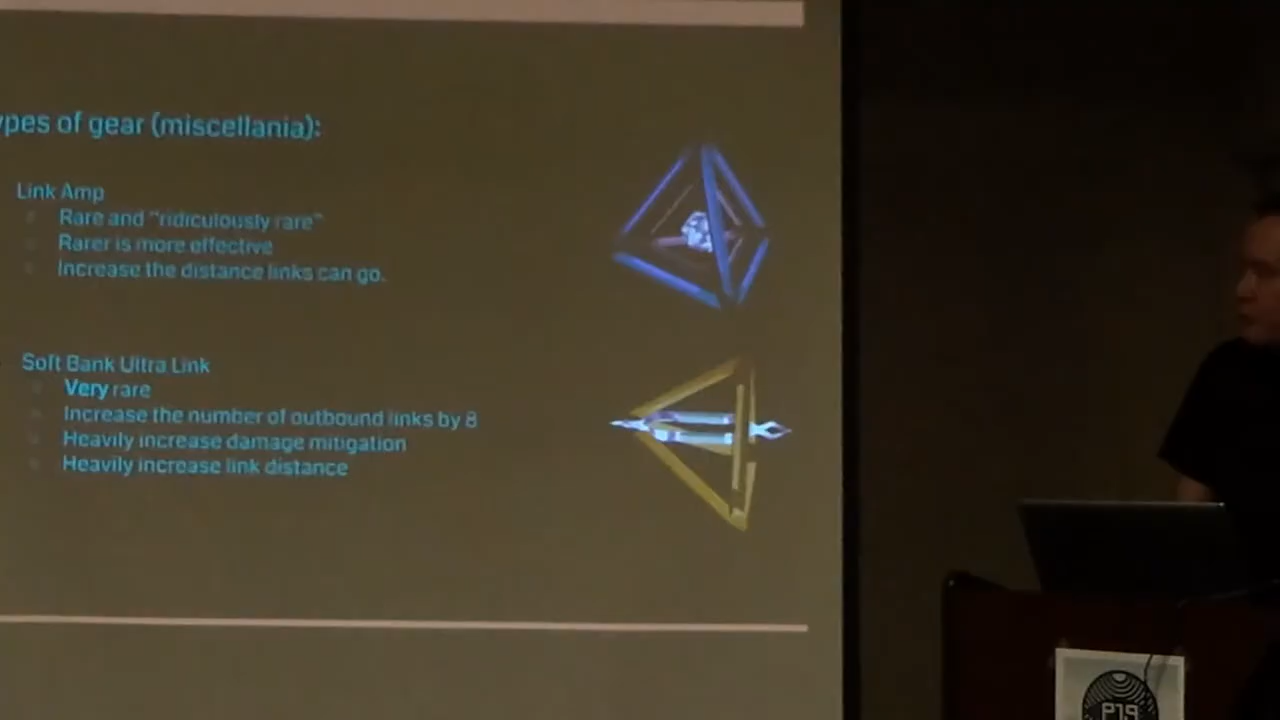 ypes of gear (miscellania):
Link Amp
Rare and "ridiculously rare"
Rarer is more effective
Increase the distance links can go.
Soft Bank Ultra Link
Very rare
Increase the number of outbound links by 8
Heavily increase damage mitigation
Heavily increase link distance
P19